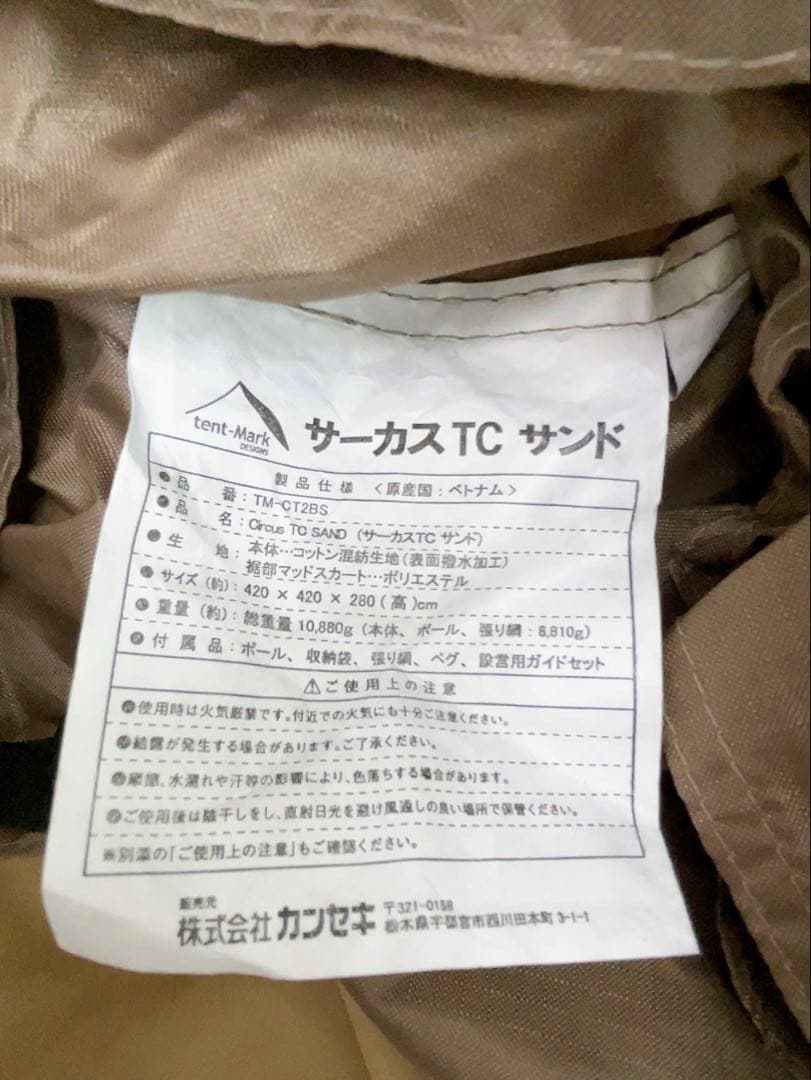 tent-Mark
DESIGNS
サーカスTC サンド
製品仕様 <原産国:ベトナム>
●品 番:TM-CT2BS
●品 名:Circus TC SAND (サーカスTC サンド)
●生 地:本体…コットン混紡生地(表面撥水加工)
裾部マッドスカート…ポリエステル
●サイズ(約):420 × 420 × 280(高)cm
●重量(約):総重量 10,880g(本体、ポール、張り綱:8,810g)
●付属品:ポール、収納袋、張り綱、ペグ、設営用ガイドセット
⚠ご使用上の注意
●使用時は火気厳禁です。付近での火気にも十分ご注意ください。
●結露が発生する場合があります。ご了承ください。
●摩擦、水濡れや汗等の影響により、色落ちする場合があります。
●ご使用後は陰干しをし、直射日光を避け風通しの良い場所で保管ください。
※別添の「ご使用上の注意」もご確認ください。
販売元
株式会社 カンセキ
〒321-0158
栃木県宇都宮市西川田本町 3-1-1